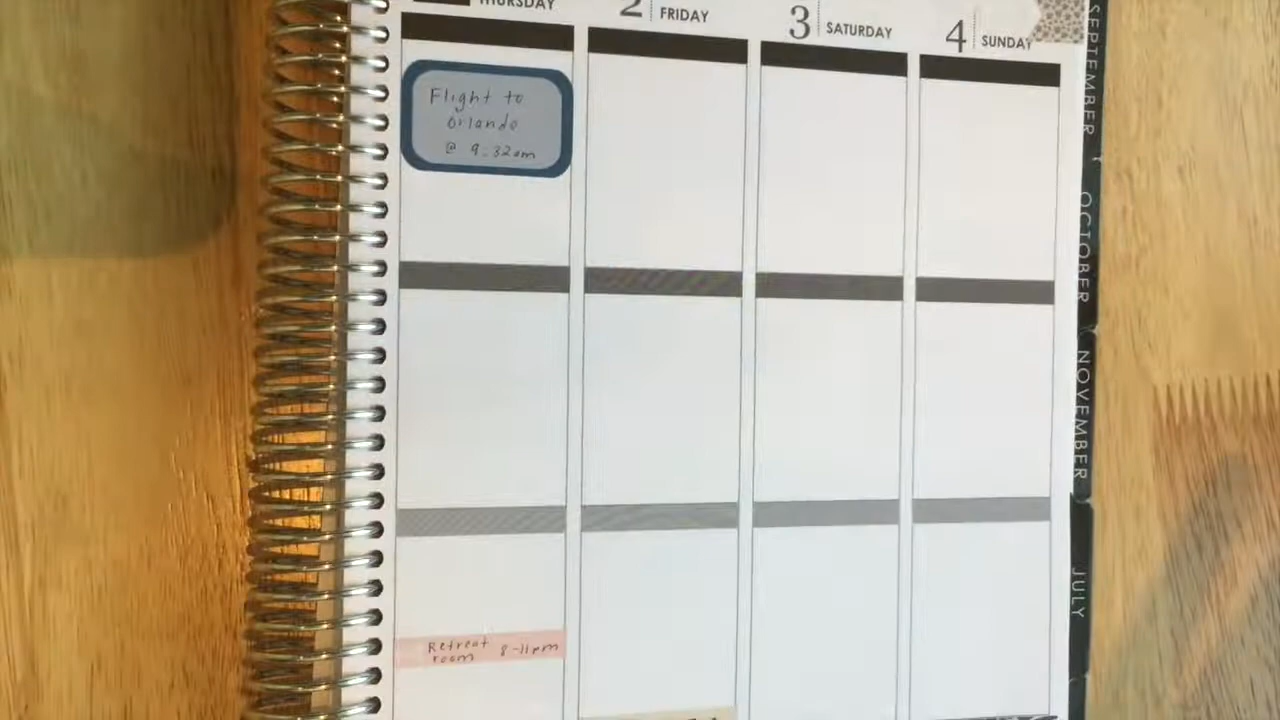 THURSDAY
2 FRIDAY
3 SATURDAY
4 SUNDAY
Flight to
Orlando
@ 9:32am
Retreat
room 8-11pm
SEPTEMBER
OCTOBER
NOVEMBER
JULY